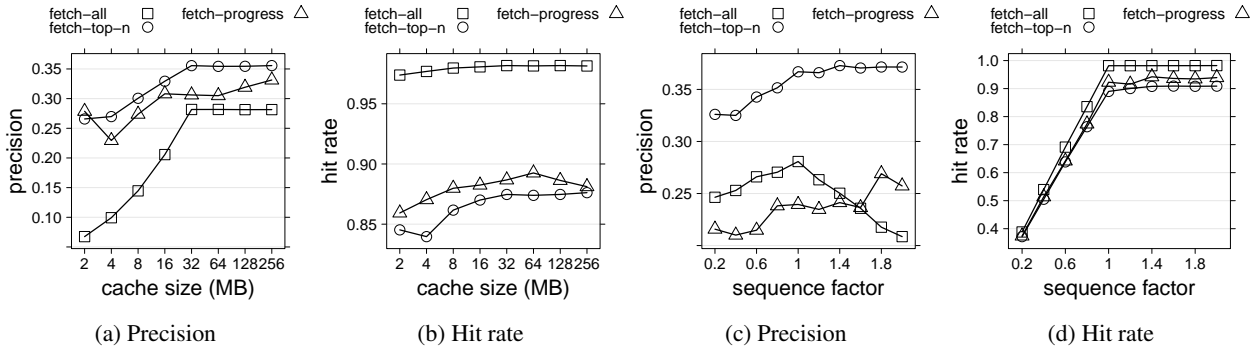 fetch−all fetch−progress
fetch−top−n
precision
0.35
0.30
0.25
0.20
0.15
0.10
2 4 8 16 32 64 128 256
cache size (MB)
(a) Precision
fetch−all fetch−progress
fetch−top−n
hit rate
0.95
0.90
0.85
2 4 8 16 32 64 128 256
cache size (MB)
(b) Hit rate
fetch−all fetch−progress
fetch−top−n
precision
0.35
0.25
0.2 0.6 1 1.4 1.8
sequence factor
(c) Precision
fetch−all fetch−progress
fetch−top−n
hit rate
1.0
0.9
0.8
0.7
0.6
0.5
0.4
0.2 0.6 1 1.4 1.8
sequence factor
(d) Hit rate